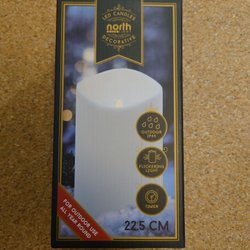 LED CANDLES
north
DECORATIVE
OUTDOOR
IP44
FLICKERING
LIGHT
TIMER
FOR OUTDOOR USE
ALL YEAR ROUND
22.5 CM